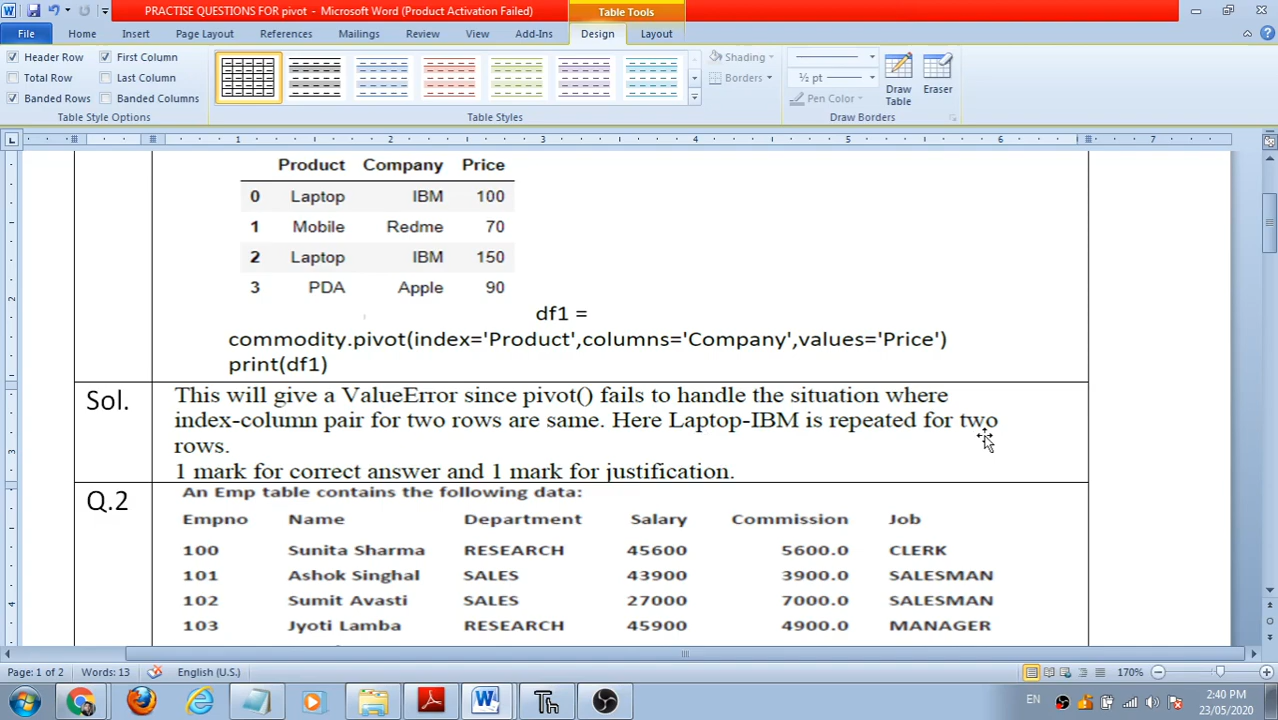 PRACTISE QUESTIONS FOR pivot - Microsoft Word (Product Activation Failed)
Table Tools
File Home Insert Page Layout References Mailings Review View Add-Ins Design Layout
Header Row First Column
Total Row Last Column
Banded Rows Banded Columns
Table Style Options
Table Styles
Shading
Borders
½ pt
Pen Color
Draw Table
Eraser
Draw Borders
1 2 3 4 5 6 7
Product Company Price
0 Laptop IBM 100
1 Mobile Redme 70
2 Laptop IBM 150
3 PDA Apple 90
df1 =
commodity.pivot(index='Product',columns='Company',values='Price')
print(df1)
Sol. This will give a ValueError since pivot() fails to handle the situation where
index-column pair for two rows are same. Here Laptop-IBM is repeated for two
rows.
1 mark for correct answer and 1 mark for justification.
Q.2 An Emp table contains the following data:
Empno Name Department Salary Commission Job
100 Sunita Sharma RESEARCH 45600 5600.0 CLERK
101 Ashok Singhal SALES 43900 3900.0 SALESMAN
102 Sumit Avasti SALES 27000 7000.0 SALESMAN
103 Jyoti Lamba RESEARCH 45900 4900.0 MANAGER
Page: 1 of 2 Words: 13 English (U.S.) 170%
EN 2:40 PM
23/05/2020